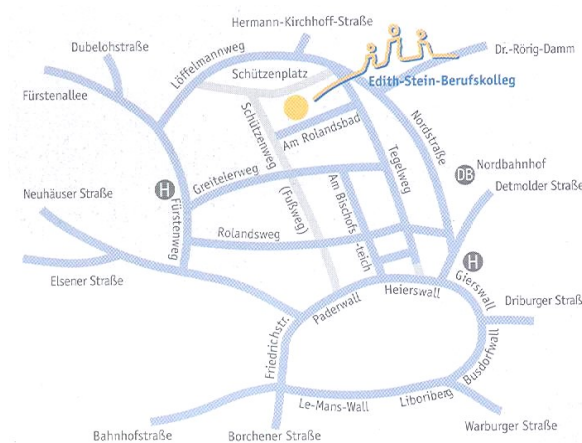 Hermann-Kirchhoff-Straße
Dubelohstraße
Löffelmannweg
Dr.-Rörig-Damm
Schützenplatz
Edith-Stein-Berufskolleg
Fürstenallee
Schützenweg
Am Rolandsbad
Nordstraße
Tegelweg
Nordbahnhof
DB
Detmolder Straße
Greitelerweg
H
Neuhäuser Straße
Fürstenweg
(Fußweg)
Am Bischofs
-teich
Rolandsweg
H
Elsener Straße
Heierswall
Gierswall
Paderwall
Driburger Straß
Friedrichstr.
Busdorfwall
Liboriberg
Le-Mans-Wall
Warburger Straße
Bahnhofstraße
Borchener Straße